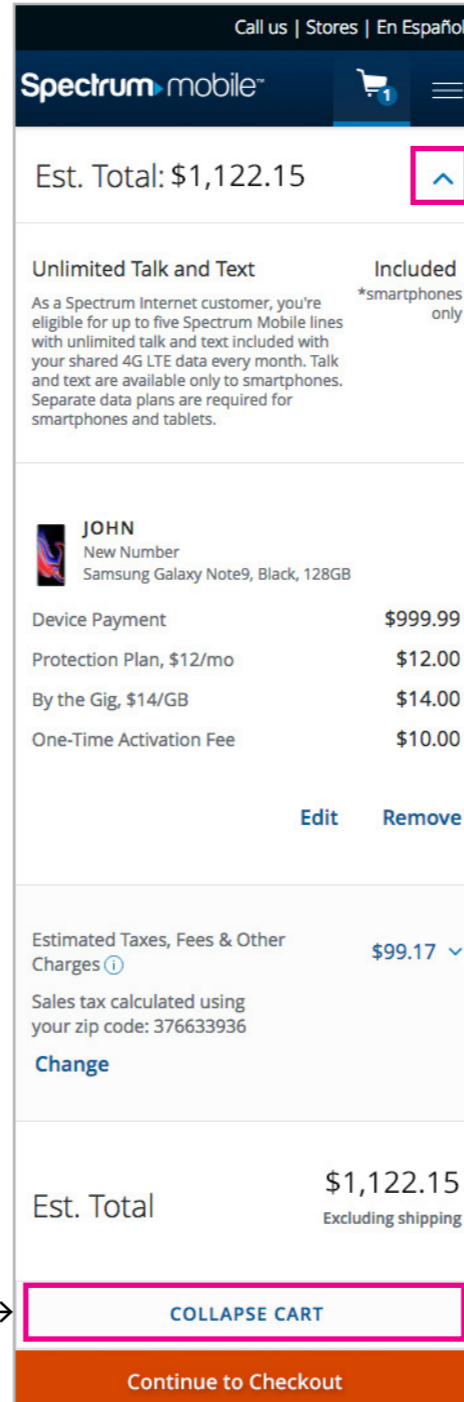 Call us | Stores | En Español
Spectrum mobile™ 1
Est. Total: $1,122.15
Unlimited Talk and Text Included
As a Spectrum Internet customer, you're *smartphones
eligible for up to five Spectrum Mobile lines only
with unlimited talk and text included with
your shared 4G LTE data every month. Talk
and text are available only to smartphones.
Separate data plans are required for
smartphones and tablets.
JOHN
New Number
Samsung Galaxy Note9, Black, 128GB
Device Payment $999.99
Protection Plan, $12/mo $12.00
By the Gig, $14/GB $14.00
One-Time Activation Fee $10.00
Edit Remove
Estimated Taxes, Fees & Other $99.17
Charges i
Sales tax calculated using
your zip code: 376633936
Change
Est. Total $1,122.15
Excluding shipping
COLLAPSE CART
Continue to Checkout